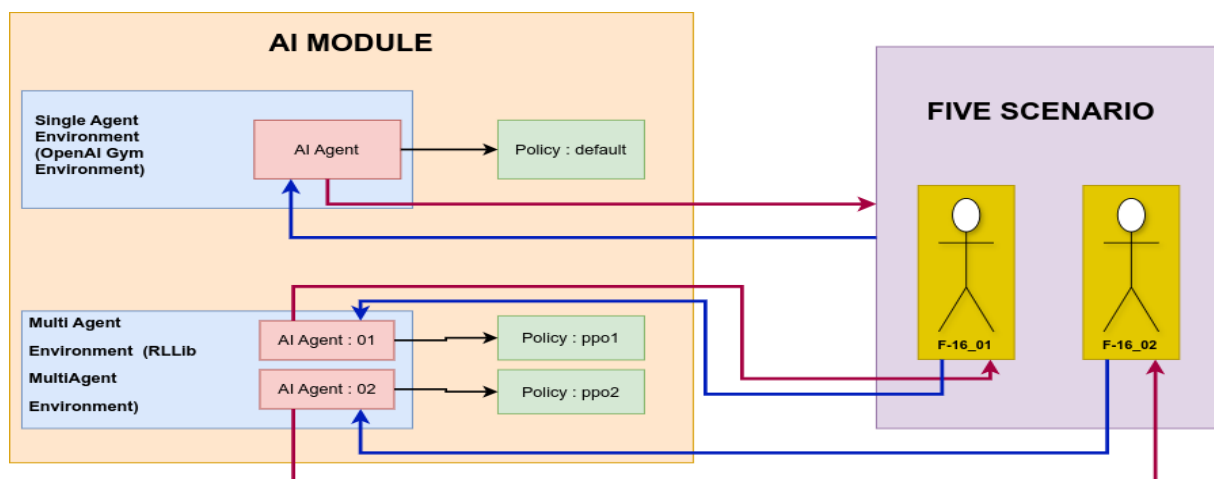 AI MODULE
Single Agent
Environment
(OpenAI Gym
Environment)
AI Agent
Policy : default
Multi Agent
Environment (RLLib
MultiAgent
Environment)
AI Agent : 01
Policy : ppo1
AI Agent : 02
Policy : ppo2
FIVE SCENARIO
F-16_01
F-16_02